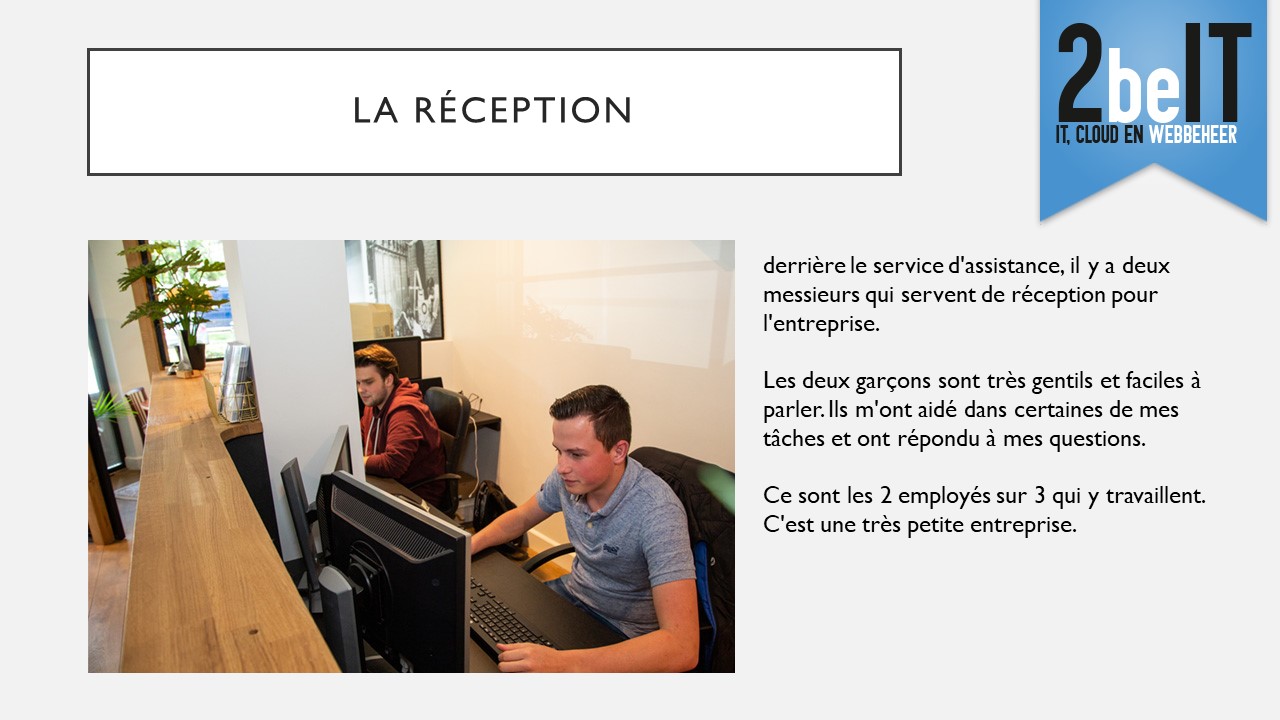 LA RÉCEPTION
2beIT
IT, CLOUD EN WEBBEHEER
derrière le service d'assistance, il y a deux
messieurs qui servent de réception pour
l'entreprise.
Les deux garçons sont très gentils et faciles à
parler. Ils m'ont aidé dans certaines de mes
tâches et ont répondu à mes questions.
Ce sont les 2 employés sur 3 qui y travaillent.
C'est une très petite entreprise.